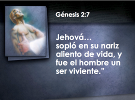 Génesis 2:7
Jehová...
sopló en su nariz
aliento de vida, y
fue el hombre un
ser viviente."